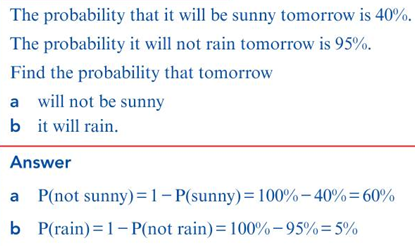 The probability that it will be sunny tomorrow is 40%.
The probability it will not rain tomorrow is 95%.
Find the probability that tomorrow
a will not be sunny
b it will rain.
Answer
a P(not sunny)=1−P(sunny)=100%−40%=60%
b P(rain)=1−P(not rain)=100%−95%=5%